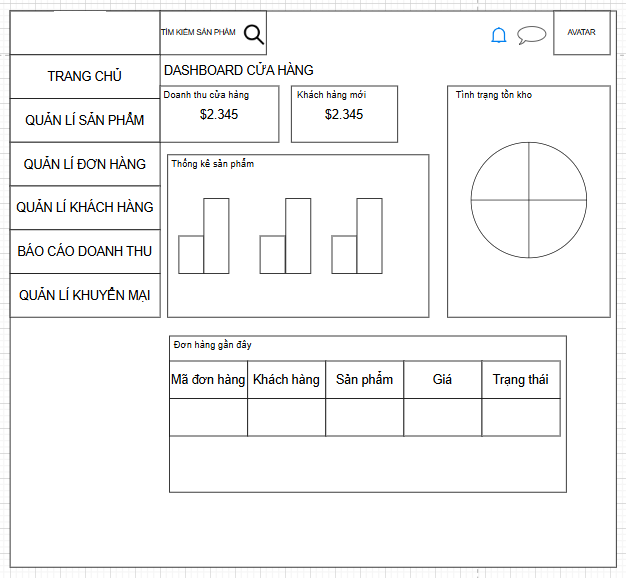 TÌM KIẾM SẢN PHẨM
AVATAR
TRANG CHỦ
QUẢN LÍ SẢN PHẨM
QUẢN LÍ ĐƠN HÀNG
QUẢN LÍ KHÁCH HÀNG
BÁO CÁO DOANH THU
QUẢN LÍ KHUYẾN MẠI
DASHBOARD CỬA HÀNG
Doanh thu cửa hàng
$2.345
Khách hàng mới
$2.345
Tình trạng tồn kho
Thống kê sản phẩm
Đơn hàng gần đây
Mã đơn hàng Khách hàng Sản phẩm Giá Trạng thái